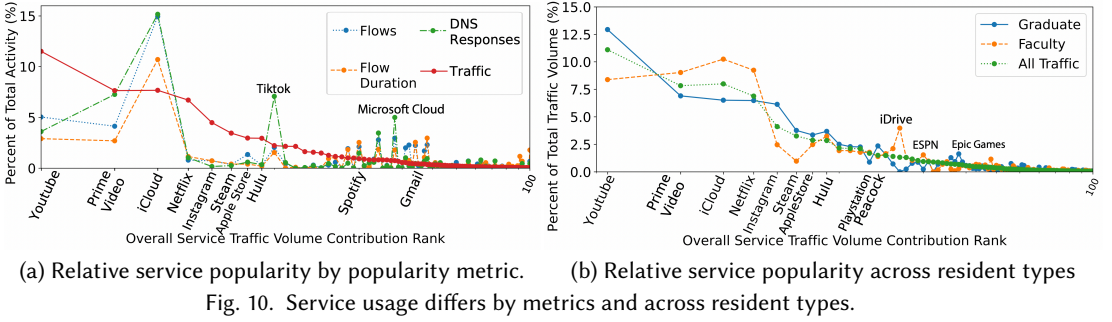 Percent of Total Activity (%)
15
10
5
0
Flows
Flow
Duration
DNS
Responses
Traffic
Tiktok
Microsoft Cloud
Youtube
Prime
Video
iCloud
Netflix
Instagram
Steam
Apple Store
Hulu
Spotify
Gmail
100
Overall Service Traffic Volume Contribution Rank
(a) Relative service popularity by popularity metric.
Percent of Total Traffic Volume (%)
15.0
12.5
10.0
7.5
5.0
2.5
0.0
Graduate
Faculty
All Traffic
iDrive
ESPN
Epic Games
Youtube
Prime
Video
iCloud
Netflix
Instagram
Steam
AppleStore
Hulu
Playstation
Peacock
100
Overall Service Traffic Volume Contribution Rank
(b) Relative service popularity across resident types
Fig. 10. Service usage differs by metrics and across resident types.